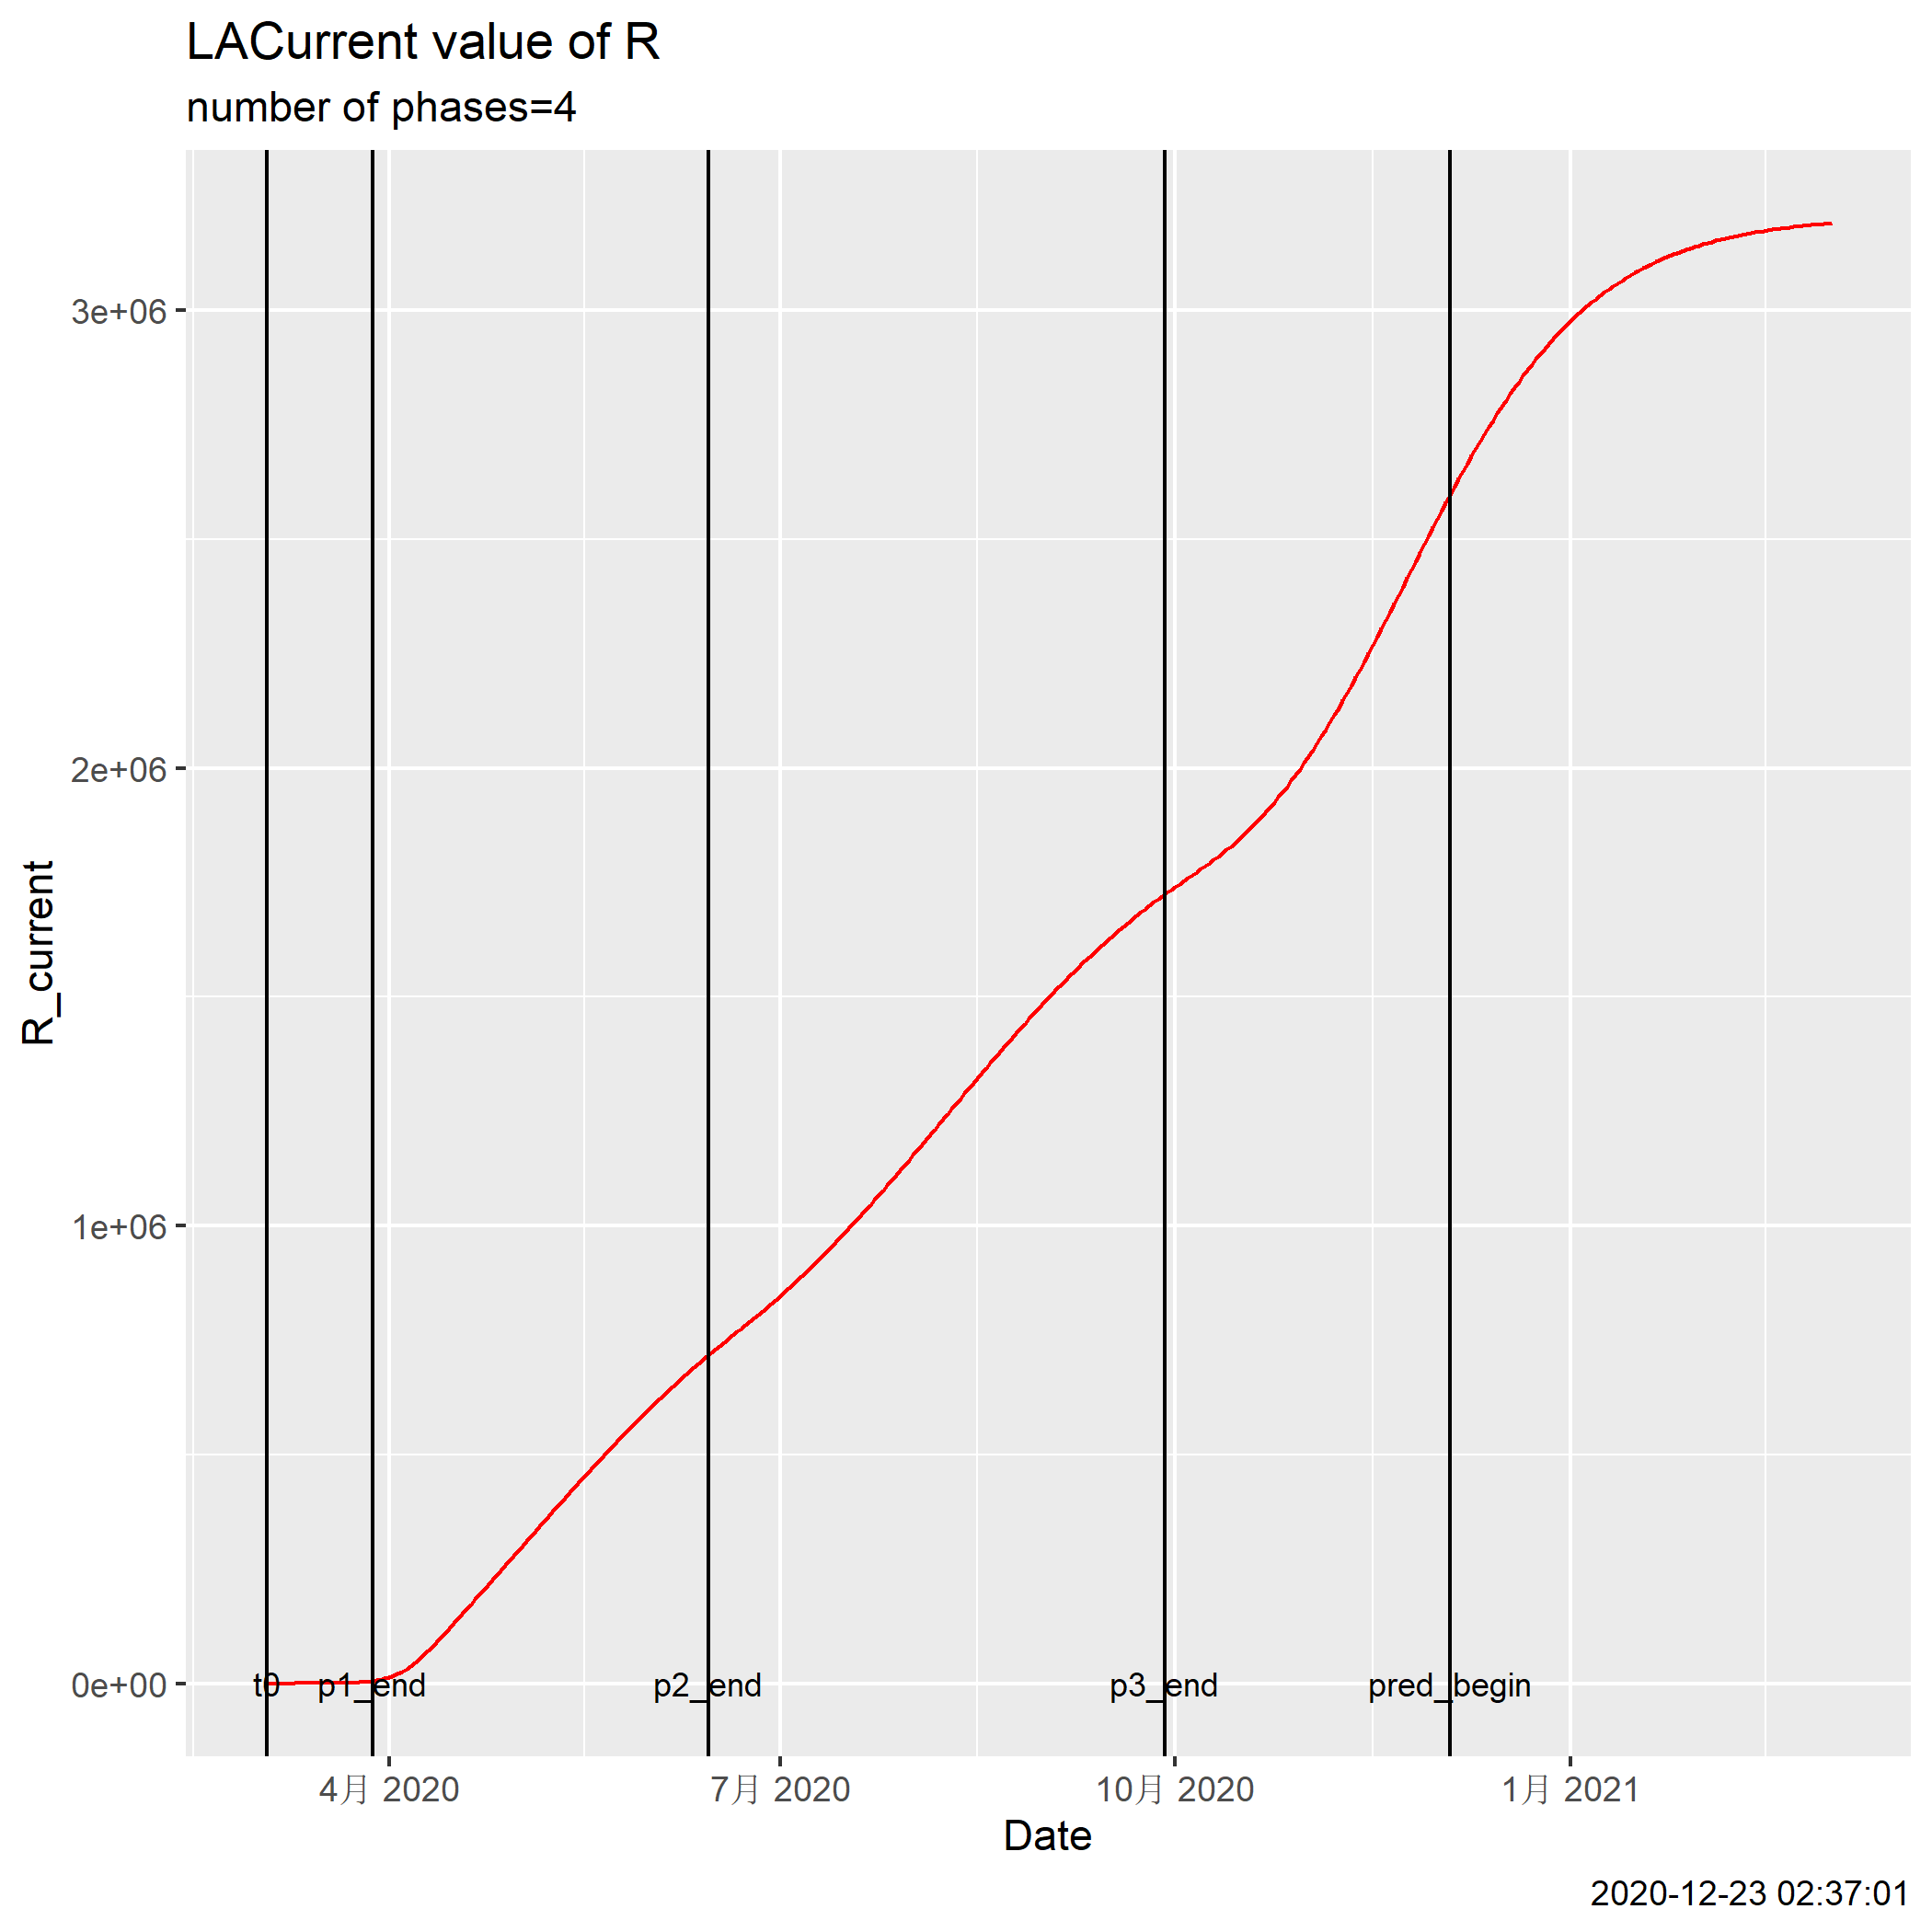 LACurrent value of R
number of phases=4
3e+06
2e+06
1e+06
0e+00
R_current
t0 p1_end p2_end p3_end pred_begin
4月 2020 7月 2020 10月 2020 1月 2021
Date
2020-12-23 02:37:01